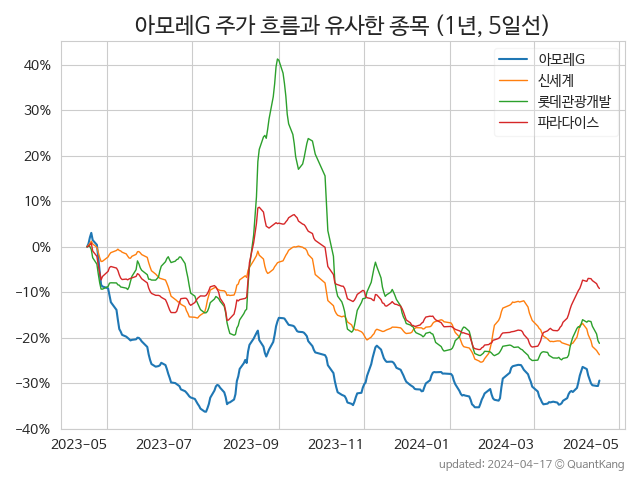 아모레G 주가 흐름과 유사한 종목 (1년, 5일선)
아모레G
신세계
롯데관광개발
파라다이스
40%
30%
20%
10%
0%
−10%
−20%
−30%
−40%
2023-05 2023-07 2023-09 2023-11 2024-01 2024-03 2024-05
updated: 2024-04-17 ⓒ QuantKang